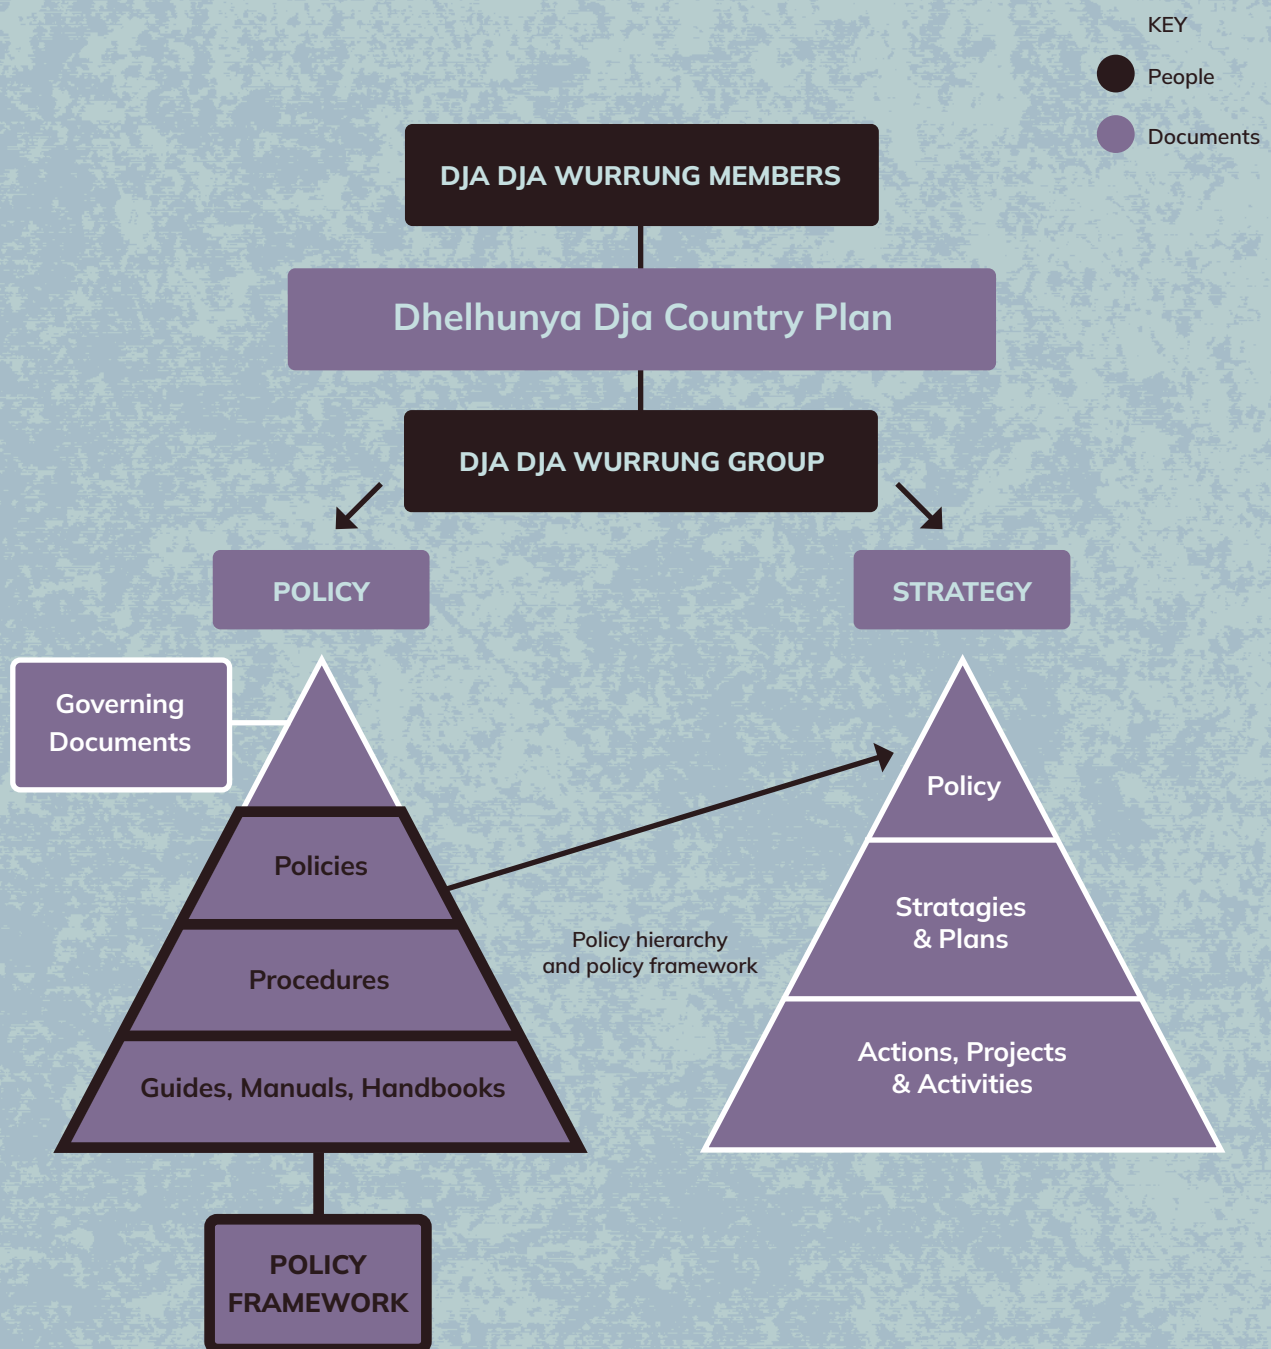 KEY
People
Documents
DJA DJA WURRUNG MEMBERS
Dhelhunya Dja Country Plan
DJA DJA WURRUNG GROUP
POLICY
STRATEGY
Governing
Documents
Policies
Procedures
Guides, Manuals, Handbooks
POLICY
FRAMEWORK
Policy hierarchy
and policy framework
Policy
Stratagies
& Plans
Actions, Projects
& Activities